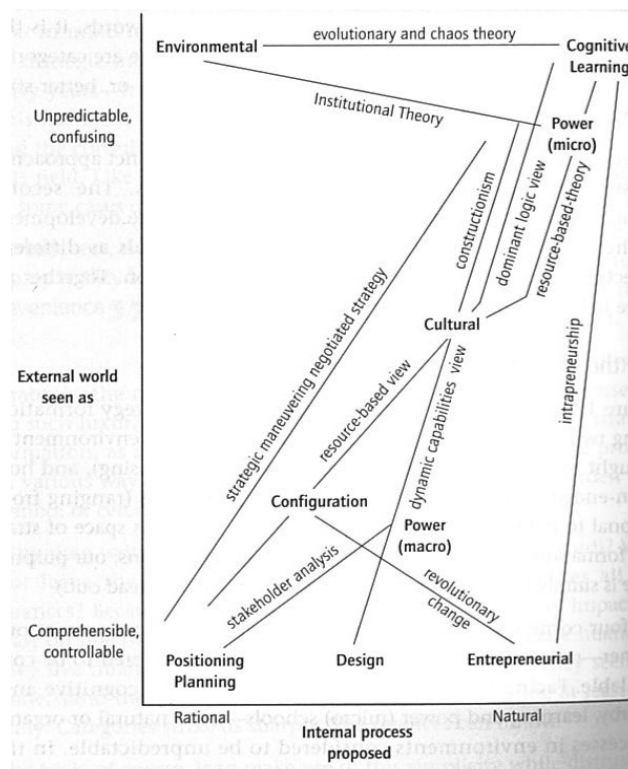 evolutionary and chaos theory
Environmental
Cognitive
Learning
Institutional Theory
Unpredictable,
confusing
Power
(micro)
constructionism
dominant logic view
resource-based-theory
Cultural
intrapreneurship
External world
seen as
strategic maneuvering negotiated strategy
resource-based view
dynamic capabilities view
Configuration
Power
(macro)
stakeholder analysis
revolutionary
change
Comprehensible,
controllable
Positioning
Planning
Design
Entrepreneurial
Rational
Natural
Internal process
proposed